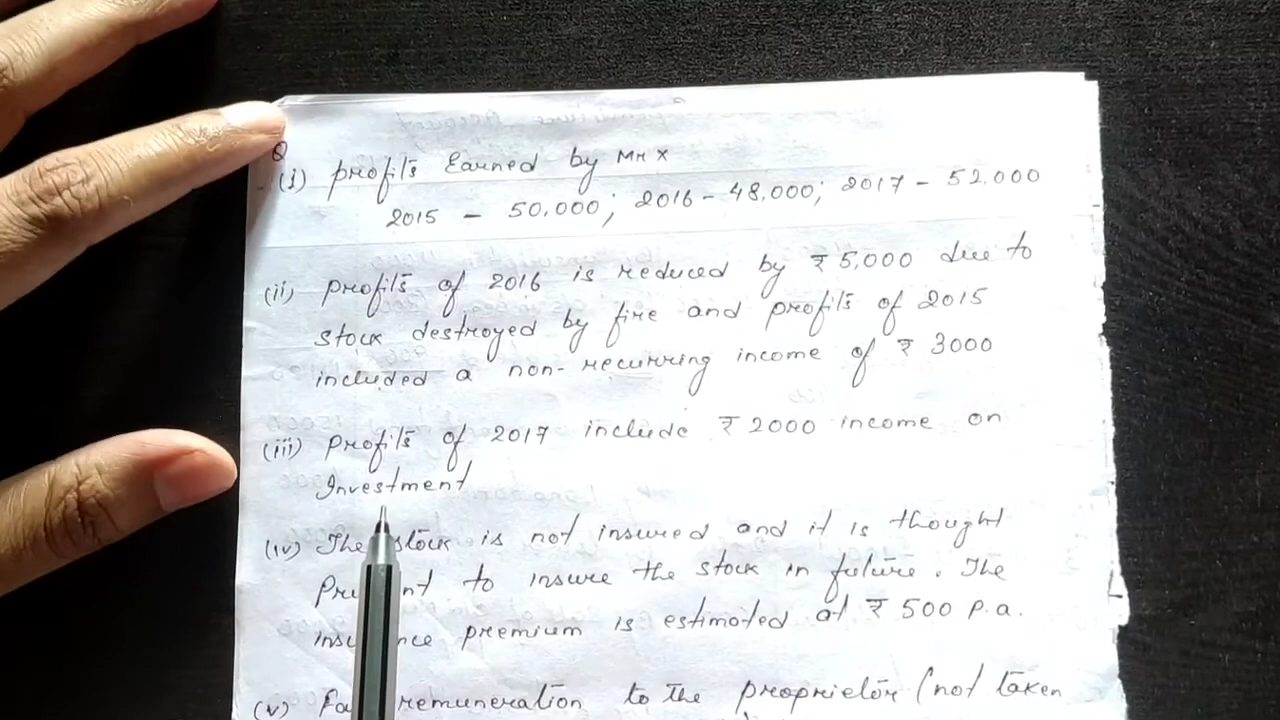 Q
(i) profits Earned by Mr X
2015 - 50,000; 2016 - 48,000; 2017 - 52,000
(ii) Profits of 2016 is reduced by ₹ 5,000 due to
stock destroyed by fire and profits of 2015
included a non-recurring income of ₹ 3000
(iii) Profits of 2017 include ₹ 2000 income on
Investment
(iv) The stock is not insured and it is thought
to insure the stock in future. The
premium is estimated at ₹ 500 p.a.
(v) remuneration to the proprietor (not taken